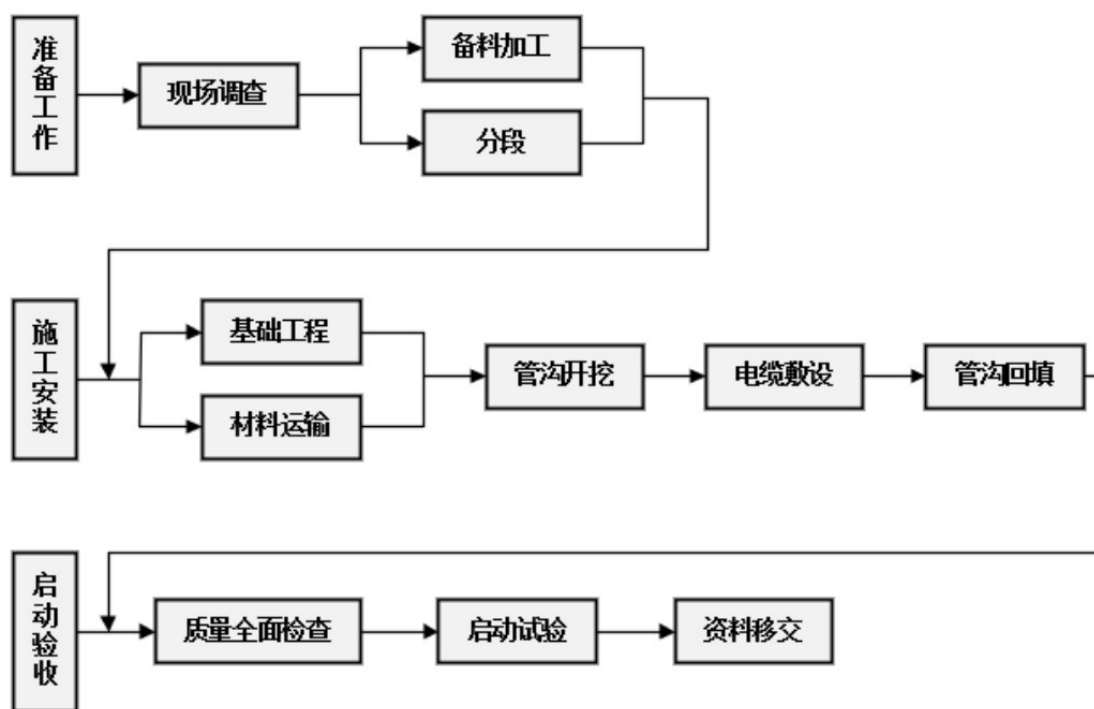 准备工作
现场调查
备料加工
分段
施工安装
基础工程
材料运输
管沟开挖
电缆敷设
管沟回填
启动验收
质量全面检查
启动试验
资料移交